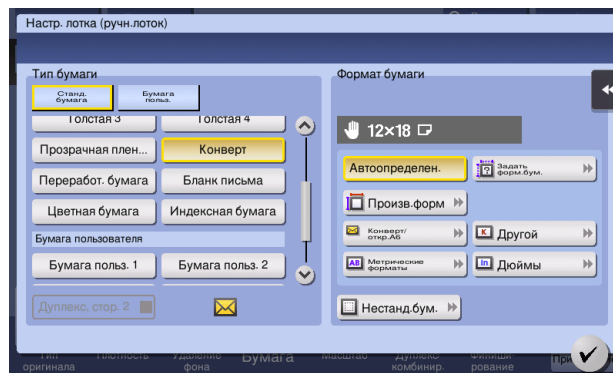 Настр. лотка (ручн.лоток)
Тип бумаги
Станд.
бумага
Бумага
польз.
Толстая 3
Толстая 4
Прозрачная плен...
Конверт
Переработ. бумага
Бланк письма
Цветная бумага
Индексная бумага
Бумага пользователя
Бумага польз. 1
Бумага польз. 2
Дуплекс. стор. 2
Формат бумаги
12×18
Автоопределен.
? Задать
форм.бум.
Произв.форм
Конверт/
откр.A6
K Другой
AB Метрические
форматы
In Дюймы
Нестанд.бум.
Тип
оригинала
Плотность
Удаление
фона
Бумага
Масштаб
Дуплекс
комбинир.
Финиши-
рование